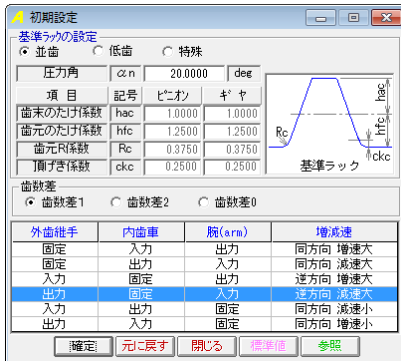 初期設定
基準ラックの設定
並歯 低歯 特殊
圧力角 αn 20.0000 deg
項 目 記号 ピニオン ギ ヤ
歯末のたけ係数 hac 1.0000 1.0000
歯元のたけ係数 hfc 1.2500 1.2500
歯元R係数 Rc 0.3750 0.3750
頂げき係数 ckc 0.2500 0.2500
hac
hfc
Rc
ckc
基準ラック
歯数差
歯数差1 歯数差2 歯数差0
外歯継手 内歯車 腕(arm) 増減速
固定 入力 出力 同方向 増速大
固定 出力 入力 同方向 減速大
入力 固定 出力 逆方向 増速大
出力 固定 入力 逆方向 減速大
入力 出力 固定 同方向 減速小
出力 入力 固定 同方向 増速小
確定 元に戻す 閉じる 標準値 参照